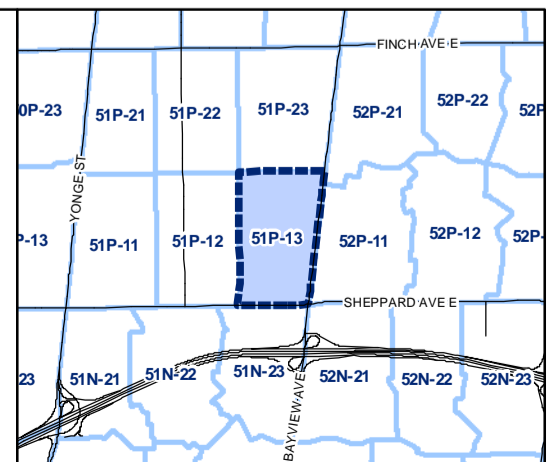 FINCH AVE E
0P-23 51P-21 51P-22 51P-23 52P-21 52P-22 52P
YONGE ST
P-13 51P-11 51P-12 51P-13 52P-11 52P-12 52P-
SHEPPARD AVE E
23 51N-21 51N-22 51N-23 52N-21 52N-22 52N-23
BAYVIEW AVE